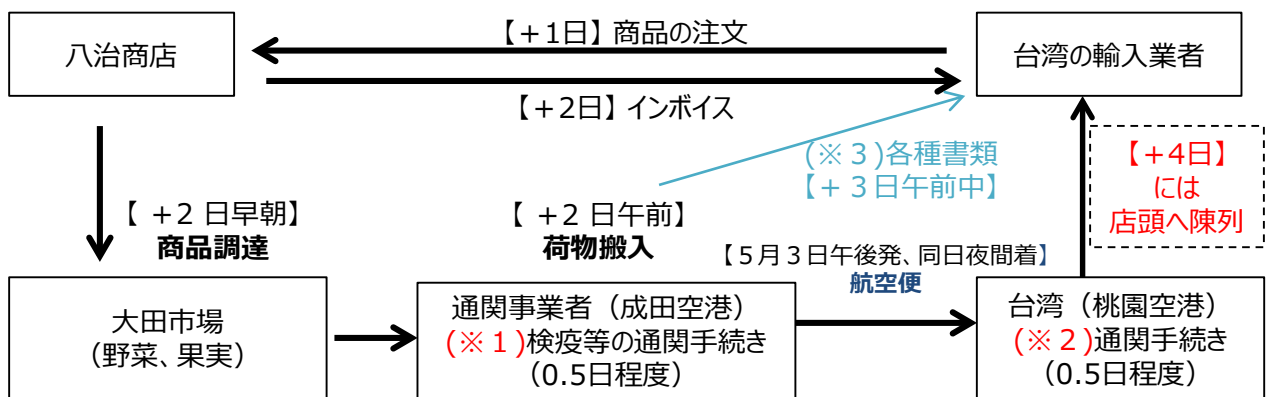 八治商店
【+1日】 商品の注文
台湾の輸入業者
【+2日】 インボイス
(※３)各種書類
【+３日午前中】
【+4日】
には
店頭へ陳列
【 +2 日早朝】
商品調達
【 +2 日午前】
荷物搬入
【５月３日午後発、同日夜間着】
航空便
大田市場
（野菜、果実）
通関事業者（成田空港）
(※１)検疫等の通関手続き
（0.5日程度）
台湾（桃園空港）
(※２)通関手続き
（0.5日程度）